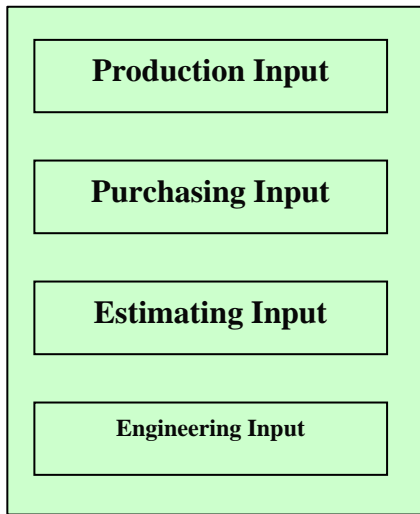 Production Input
Purchasing Input
Estimating Input
Engineering Input